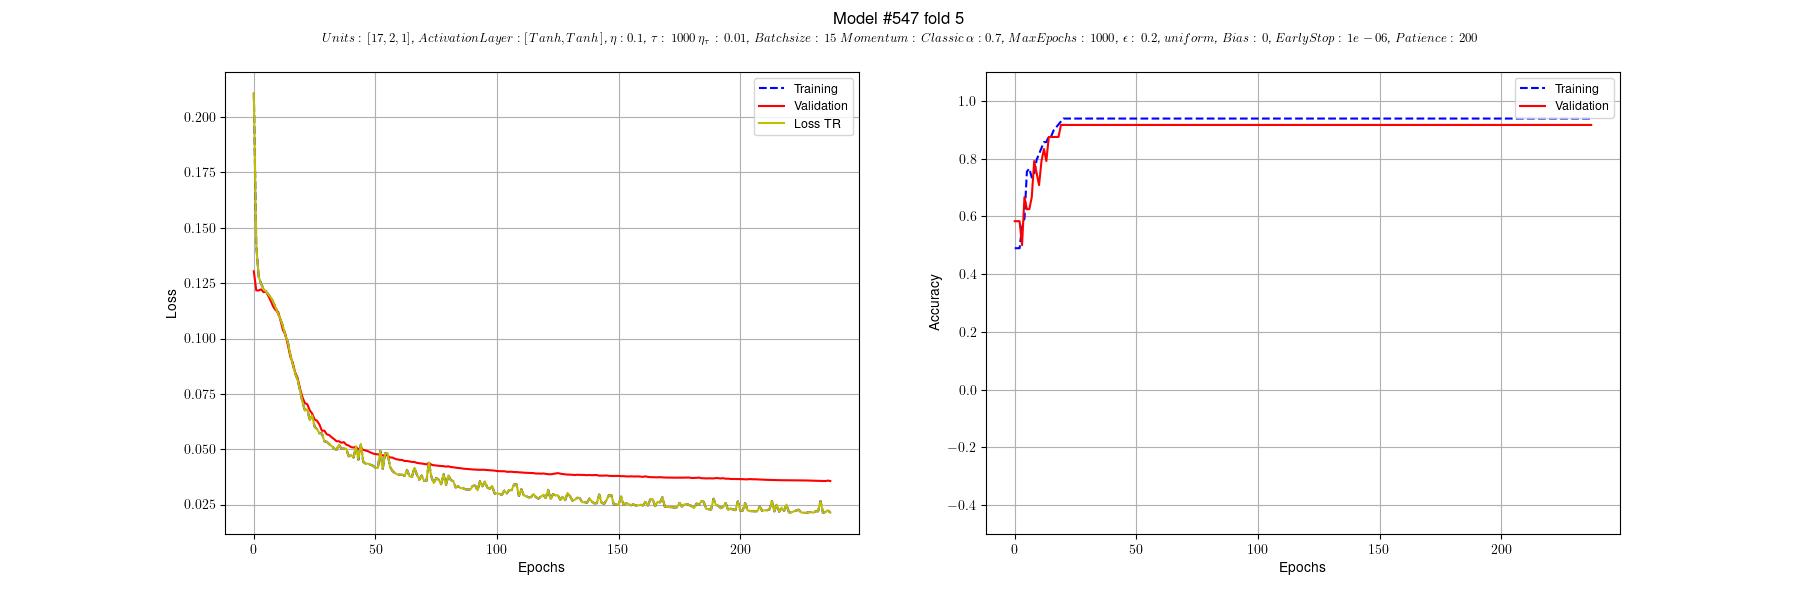 Model #547 fold 5
Units : [17, 2, 1], ActivationLayer : [Tanh, Tanh], η : 0.1, τ : 1000 ητ : 0.01, Batchsize : 15 Momentum : Classic α : 0.7, MaxEpochs : 1000, ϵ : 0.2, uniform, Bias : 0, EarlyStop : 1e − 06, Patience : 200
Training
Validation
Loss TR
0.200
0.175
0.150
0.125
0.100
0.075
0.050
0.025
Loss
0 50 100 150 200
Epochs
Training
Validation
1.0
0.8
0.6
0.4
0.2
0.0
−0.2
−0.4
Accuracy
0 50 100 150 200
Epochs